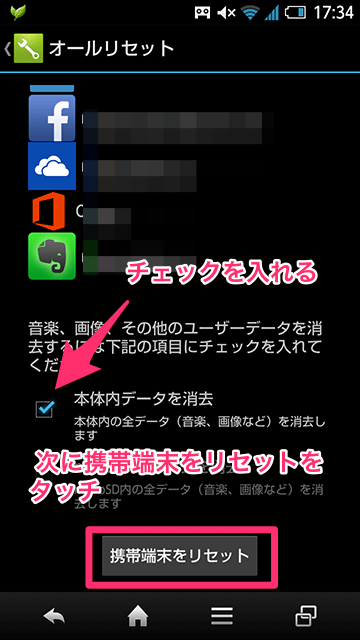 17:34
オールリセット
チェックを入れる
音楽、画像、その他のユーザーデータを消
去するには下記の項目にチェックを入れて
くだ
本体内データを消去
本体内の全データ（音楽、画像など）を消去し
ます
次に携帯端末をリセットを
タッチ
SD内の全データ（音楽、画像など）を消
去します
携帯端末をリセット